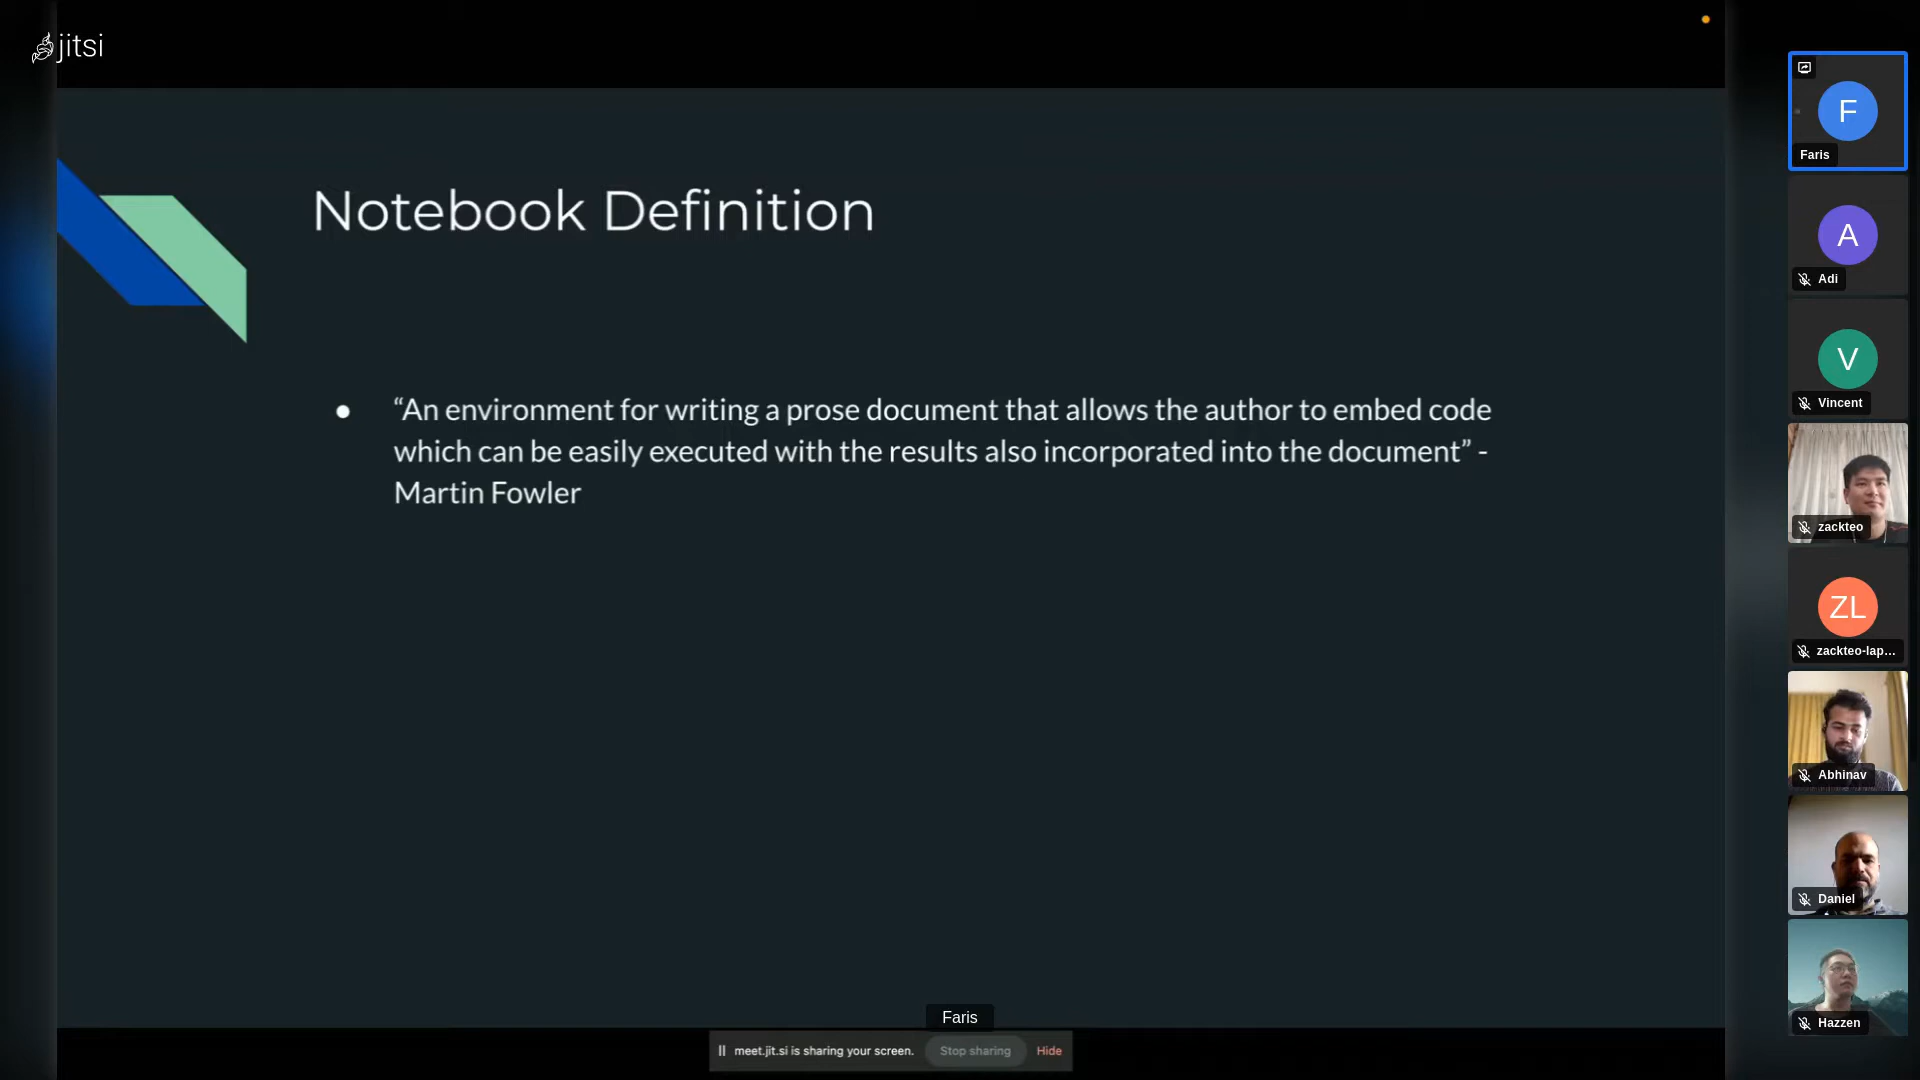 jitsi
Notebook Definition
“An environment for writing a prose document that allows the author to embed code
which can be easily executed with the results also incorporated into the document” -
Martin Fowler
Faris
meet.jit.si is sharing your screen. Stop sharing Hide
F
Faris
A
Adi
V
Vincent
zackteo
ZL
zackteo-lap...
Abhinav
Daniel
Hazzen